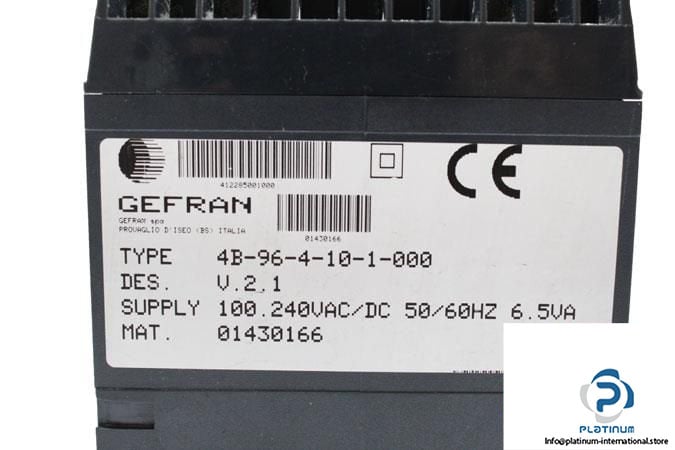 412285001000
CE
GEFRAN
GEFRAN spa
PROVAGLIO D'ISEO (BS) ITALIA
01430166
TYPE 4B-96-4-10-1-000
DES. V.2.1
SUPPLY 100.240VAC/DC 50/60HZ 6.5VA
MAT. 01430166
PLATINUM
Info@platinum-international.store